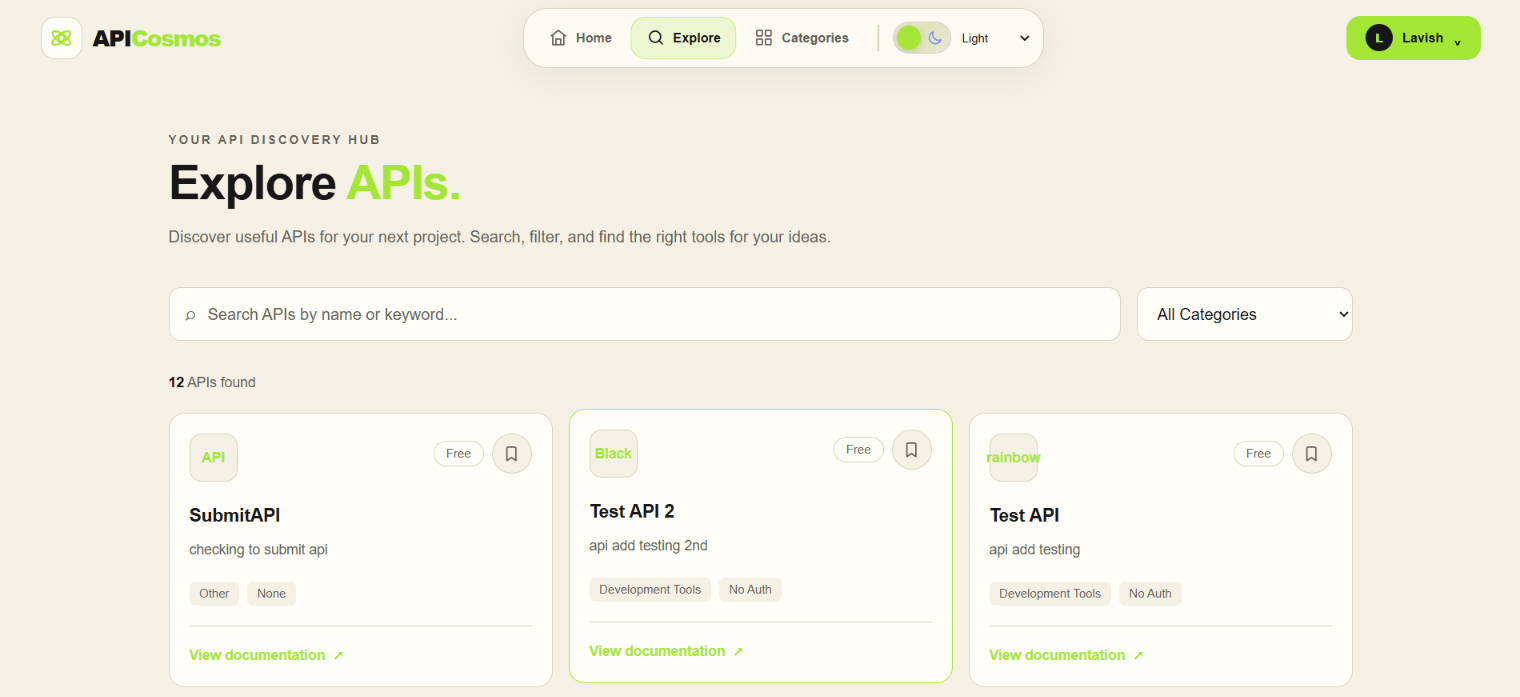 APICosmos
Home
Explore
Categories
Light
L
Lavish
YOUR API DISCOVERY HUB
Explore APIs.
Discover useful APIs for your next project. Search, filter, and find the right tools for your ideas.
Search APIs by name or keyword...
All Categories
12 APIs found
API
Free
SubmitAPI
checking to submit api
Other
None
View documentation ↗
Black
Free
Test API 2
api add testing 2nd
Development Tools
No Auth
View documentation ↗
rainbow
Free
Test API
api add testing
Development Tools
No Auth
View documentation ↗